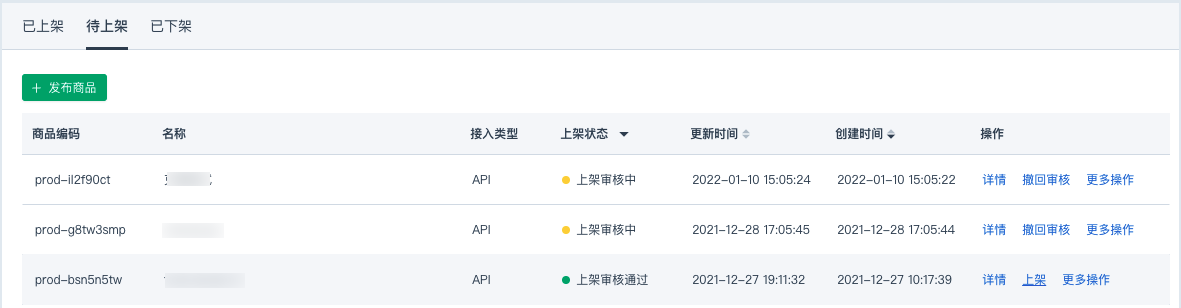 已上架 待上架 已下架
+ 发布商品
商品编码 名称 接入类型 上架状态 更新时间 创建时间 操作
prod-il2f90ct API 上架审核中 2022-01-10 15:05:24 2022-01-10 15:05:22 详情 撤回审核 更多操作
prod-g8tw3smp API 上架审核中 2021-12-28 17:05:45 2021-12-28 17:05:44 详情 撤回审核 更多操作
prod-bsn5n5tw API 上架审核通过 2021-12-27 19:11:32 2021-12-27 10:17:39 详情 上架 更多操作